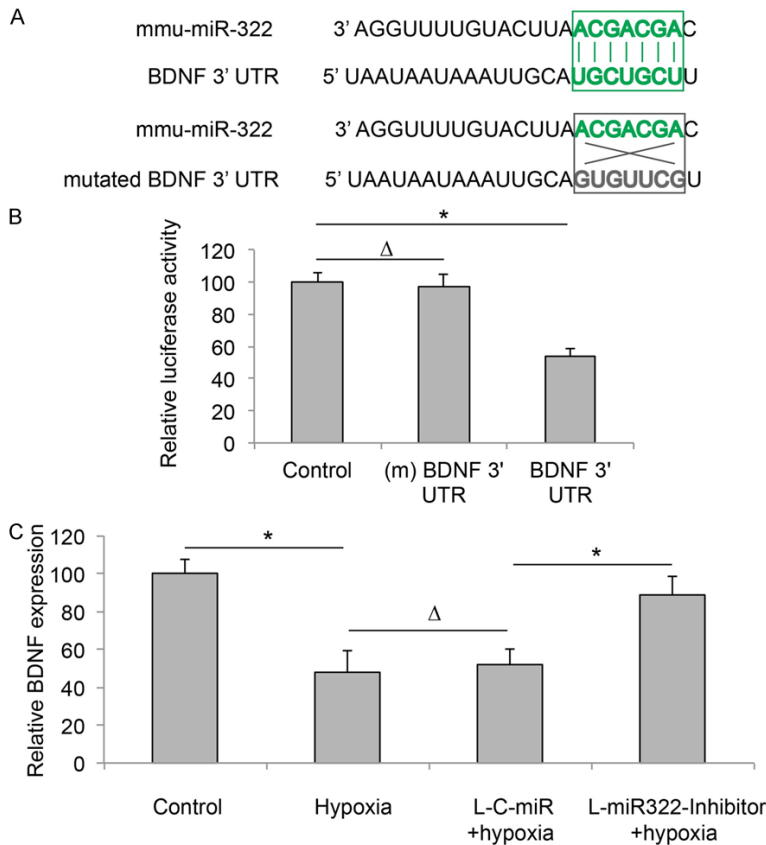 A
mmu-miR-322 3' AGGUUUUGUACUUAACGACGAC
BDNF 3' UTR 5' UAAUAAUAAAUUGCAUGCUGCUU
mmu-miR-322 3' AGGUUUUGUACUUAACGACGAC
mutated BDNF 3' UTR 5' UAAUAAUAAAUUGCAGUGUUCGU
B
*
Δ
Relative luciferase activity
120
100
80
60
40
20
0
Control
(m) BDNF 3'
UTR
BDNF 3'
UTR
C
*
Δ
*
Relative BDNF expression
120
100
80
60
40
20
0
Control
Hypoxia
L-C-miR
+hypoxia
L-miR322-Inhibitor
+hypoxia